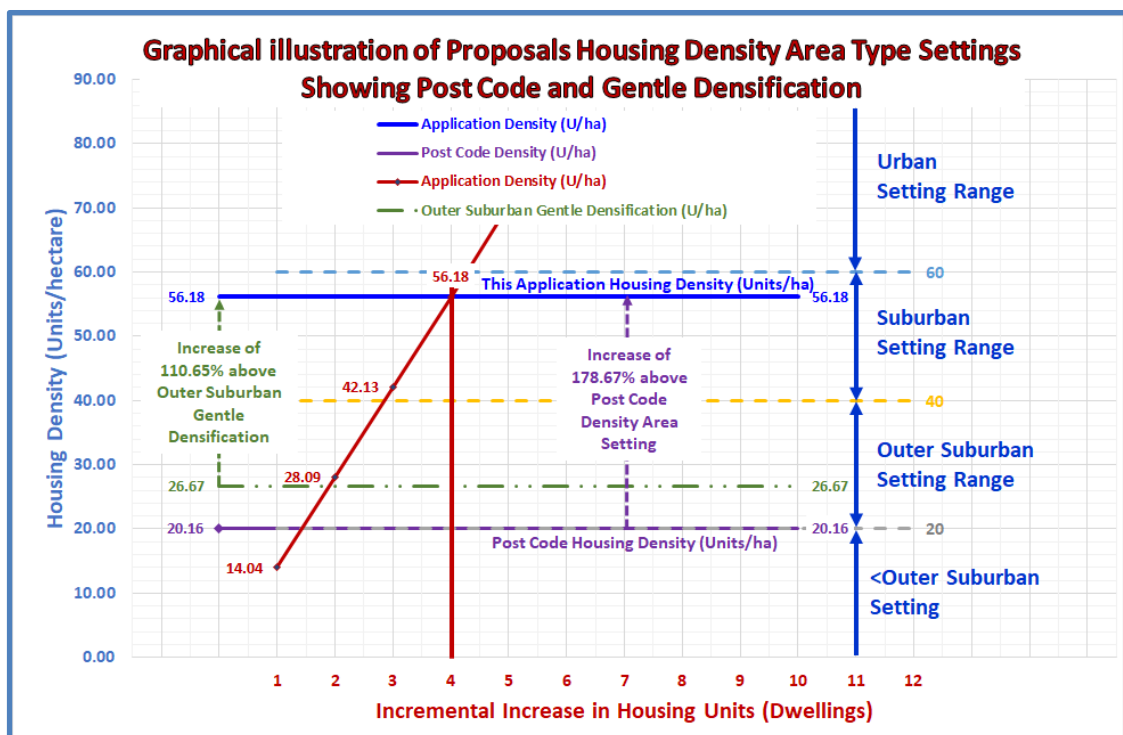 Graphical illustration of Proposals Housing Density Area Type Settings
Showing Post Code and Gentle Densification
90.00
80.00
70.00
60.00
50.00
40.00
30.00
20.00
10.00
0.00
Housing Density (Units/hectare)
Application Density (U/ha)
Post Code Density (U/ha)
Application Density (U/ha)
Outer Suburban Gentle Densification (U/ha)
Urban
Setting Range
60
56.18
This Application Housing Density (Units/ha)
56.18
56.18
Suburban
Setting Range
Increase of
110.65% above
Outer Suburban
Gentle
Densification
Increase of
178.67% above
Post Code
Density Area
Setting
42.13
40
Outer Suburban
Setting Range
28.09
26.67
26.67
20.16
20.16
20
Post Code Housing Density (Units/ha)
14.04
<Outer Suburban
Setting
1 2 3 4 5 6 7 8 9 10 11 12
Incremental Increase in Housing Units (Dwellings)